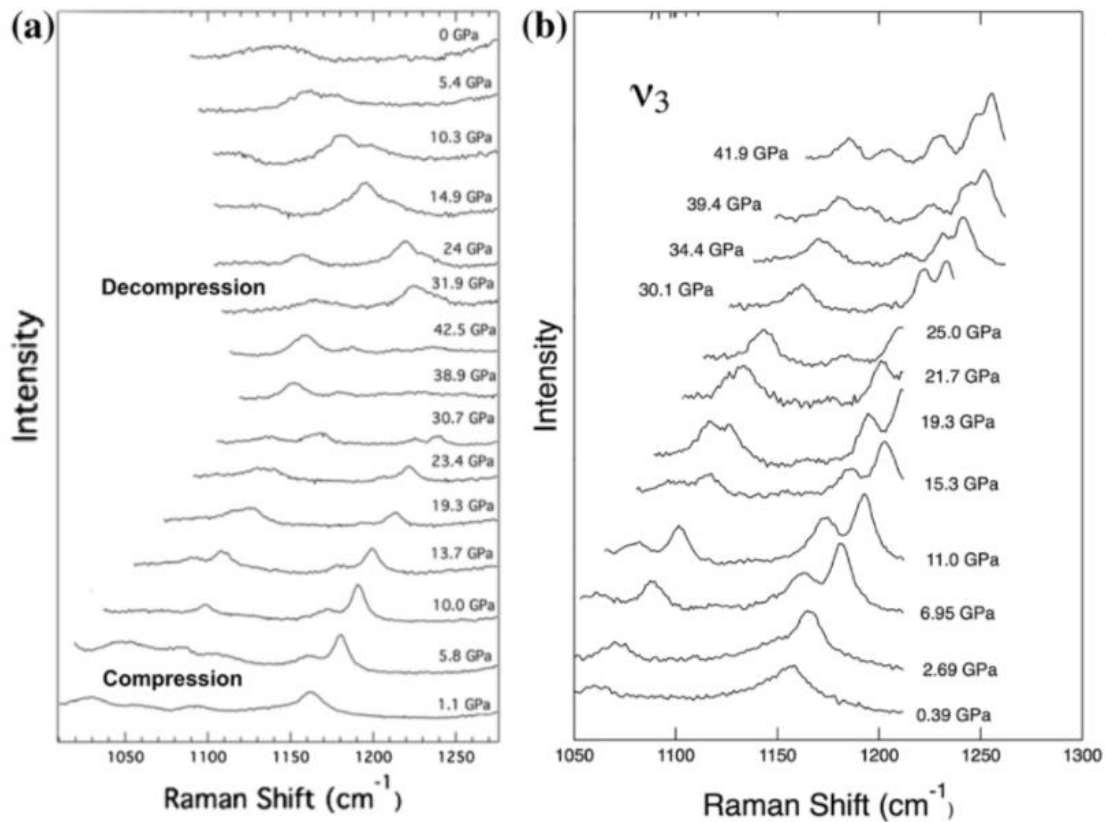 (a)
0 GPa
5.4 GPa
10.3 GPa
14.9 GPa
24 GPa
Decompression
31.9 GPa
42.5 GPa
38.9 GPa
30.7 GPa
23.4 GPa
19.3 GPa
13.7 GPa
10.0 GPa
5.8 GPa
Compression
1.1 GPa
Intensity
1050 1100 1150 1200 1250
Raman Shift (cm⁻¹)
(b)
ν₃
41.9 GPa
39.4 GPa
34.4 GPa
30.1 GPa
25.0 GPa
21.7 GPa
19.3 GPa
15.3 GPa
11.0 GPa
6.95 GPa
2.69 GPa
0.39 GPa
Intensity
1050 1100 1150 1200 1250 1300
Raman Shift (cm⁻¹)